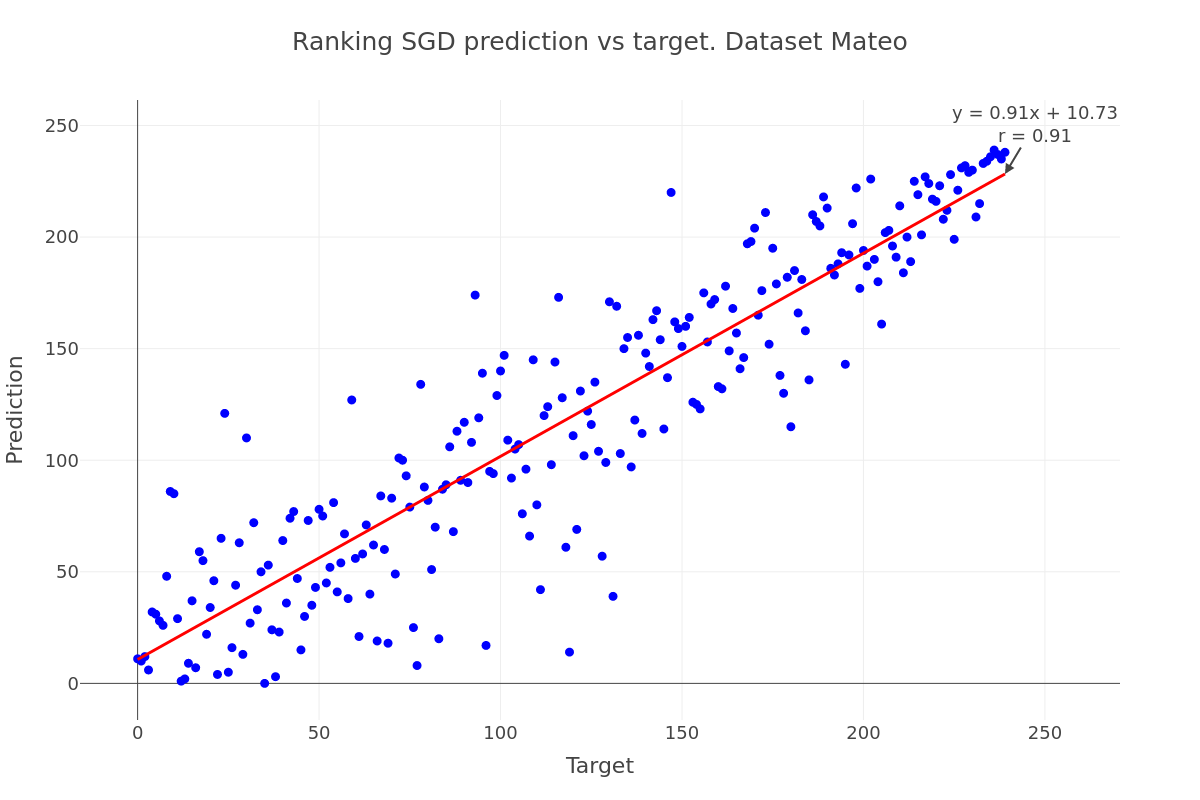 Ranking SGD prediction vs target. Dataset Mateo
y = 0.91x + 10.73
r = 0.91
250
200
150
100
50
0
Prediction
0
50
100
150
200
250
Target